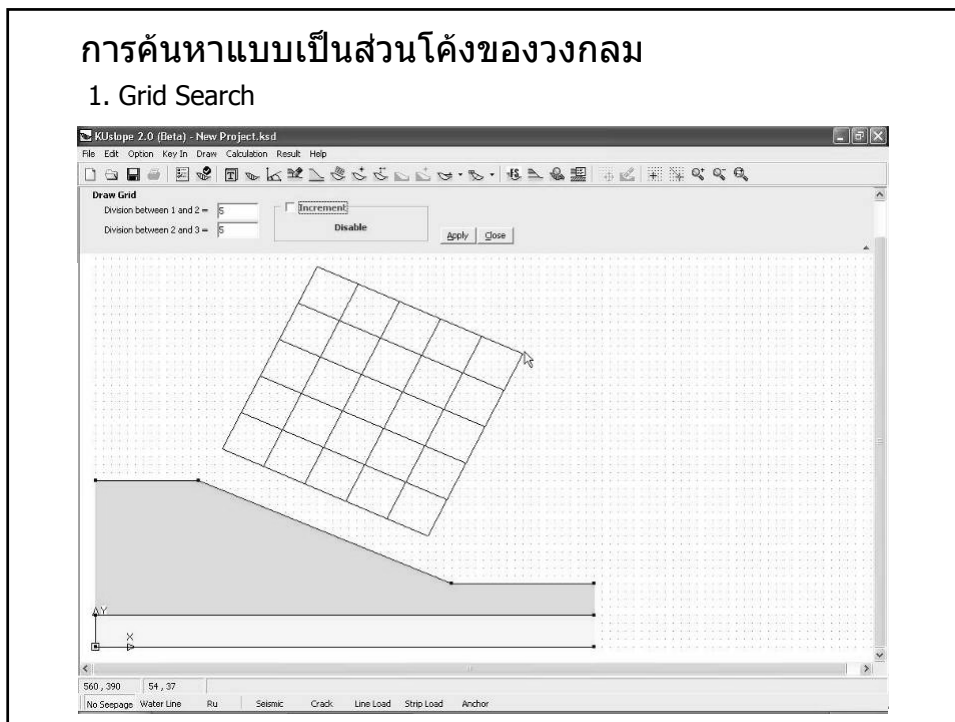 การค้นหาแบบเป็นส่วนโค้งของวงกลม
1. Grid Search
KUslope 2.0 (Beta) - New Project.ksd
File Edit Option Key In Draw Calculation Result Help
Draw Grid
Division between 1 and 2 = 5
Increment
Disable
Division between 2 and 3 = 5
Apply Close
Y
X
560 , 390 54 , 37
No Seepage Water Line Ru Seismic Crack Line Load Strip Load Anchor